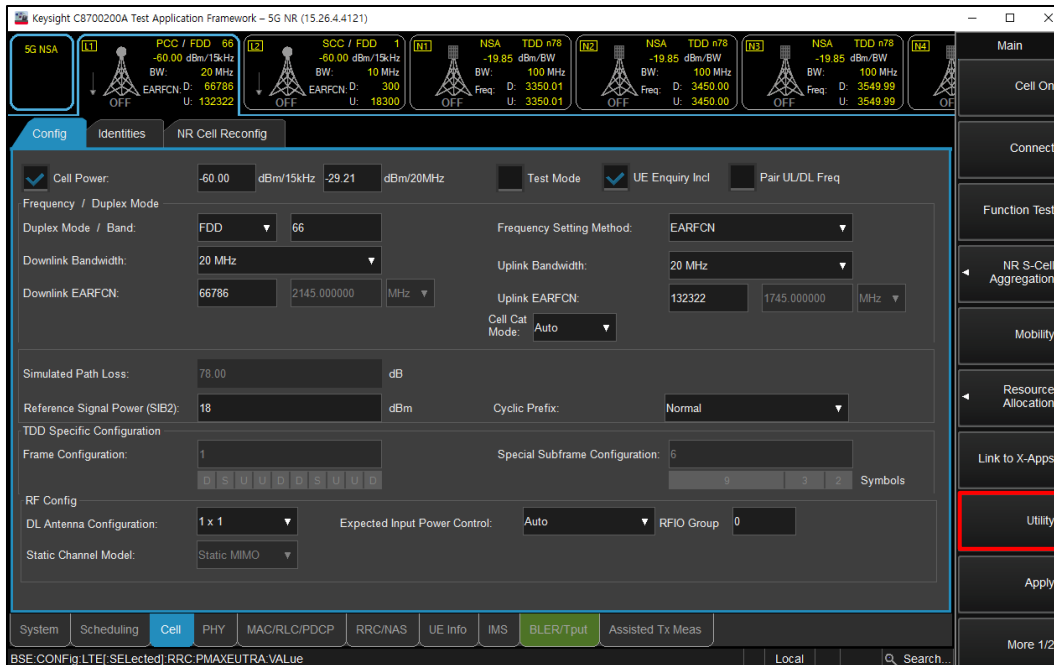 Keysight C8700200A Test Application Framework – 5G NR (15.26.4.4121)
5G NSA
L1 PCC / FDD 66
-60.00 dBm/15kHz
BW: 20 MHz
EARFCN: D: 66786
U: 132322
OFF
L2 SCC / FDD 1
-60.00 dBm/15kHz
BW: 10 MHz
EARFCN: D: 300
U: 18300
OFF
N1 NSA TDD n78
-19.85 dBm/BW
BW: 100 MHz
Freq: D: 3350.01
U: 3350.01
OFF
N2 NSA TDD n78
-19.85 dBm/BW
BW: 100 MHz
Freq: D: 3450.00
U: 3450.00
OFF
N3 NSA TDD n78
-19.85 dBm/BW
BW: 100 MHz
Freq: D: 3549.99
U: 3549.99
OFF
N4
OF
Config Identities NR Cell Reconfig
Cell Power: -60.00 dBm/15kHz -29.21 dBm/20MHz Test Mode UE Enquiry Incl Pair UL/DL Freq
Frequency / Duplex Mode
Duplex Mode / Band: FDD 66 Frequency Setting Method: EARFCN
Downlink Bandwidth: 20 MHz Uplink Bandwidth: 20 MHz
Downlink EARFCN: 66786 2145.000000 MHz Uplink EARFCN: 132322 1745.000000 MHz
Cell Cat
Mode: Auto
Simulated Path Loss: 78.00 dB
Reference Signal Power (SIB2): 18 dBm Cyclic Prefix: Normal
TDD Specific Configuration
Frame Configuration: 1 Special Subframe Configuration: 6
D S U U D D S U U D 9 3 2 Symbols
RF Config
DL Antenna Configuration: 1 x 1 Expected Input Power Control: Auto RFIO Group 0
Static Channel Model: Static MIMO
System Scheduling Cell PHY MAC/RLC/PDCP RRC/NAS UE Info IMS BLER/Tput Assisted Tx Meas
BSE:CONFig:LTE[:SELected]:RRC:PMAXEUTRA:VALue Local Search...
Main
Cell On
Connect
Function Test
NR S-Cell
Aggregation
Mobility
Resource
Allocation
Link to X-Apps
Utility
Apply
More 1/2